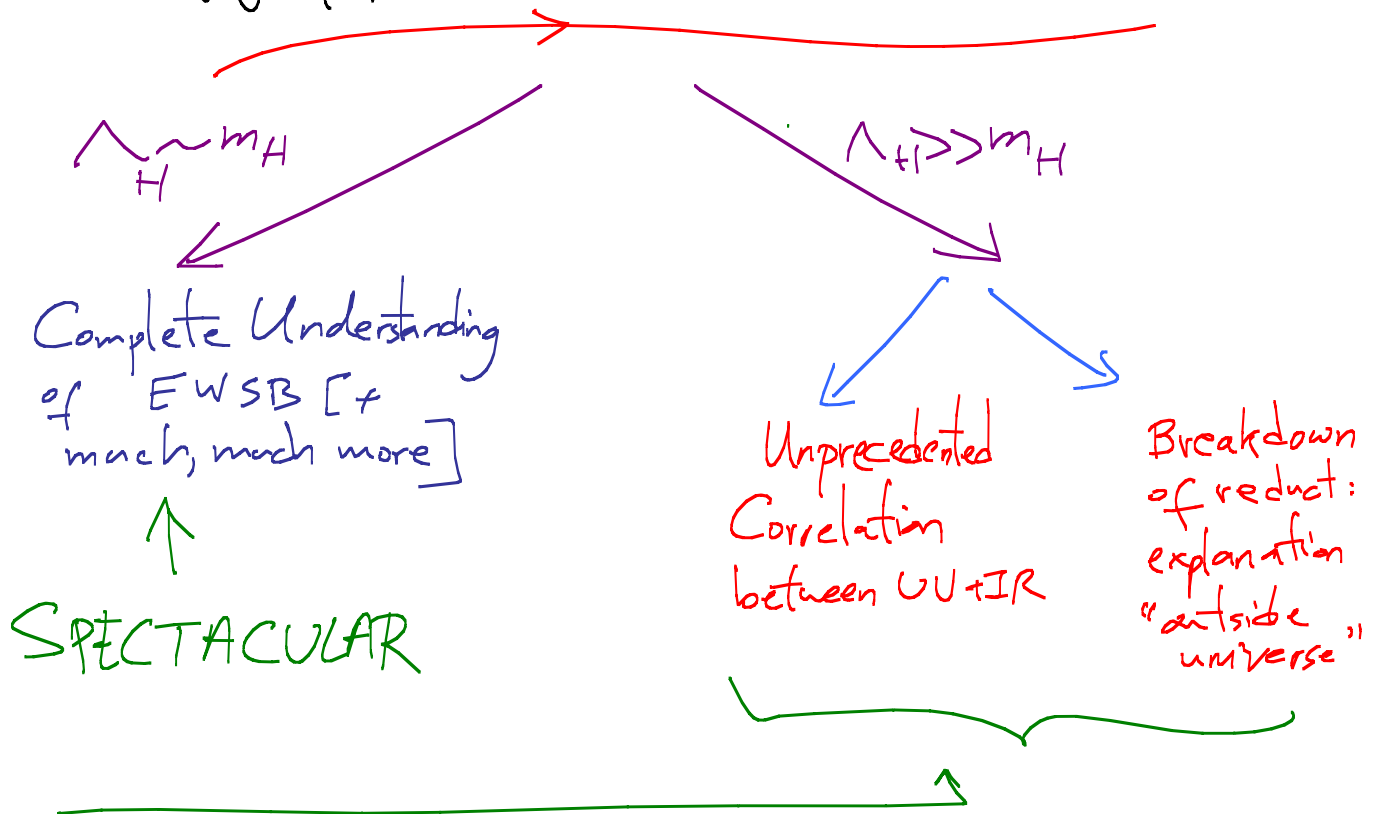 Λ_H ~ m_H
Λ_H >> m_H
Complete Understanding
of EWSB [+
much, much more]
SPECTACULAR
Unprecedented
Correlation
between UV+IR
Breakdown
of reduct:
explanation
"outside
universe"